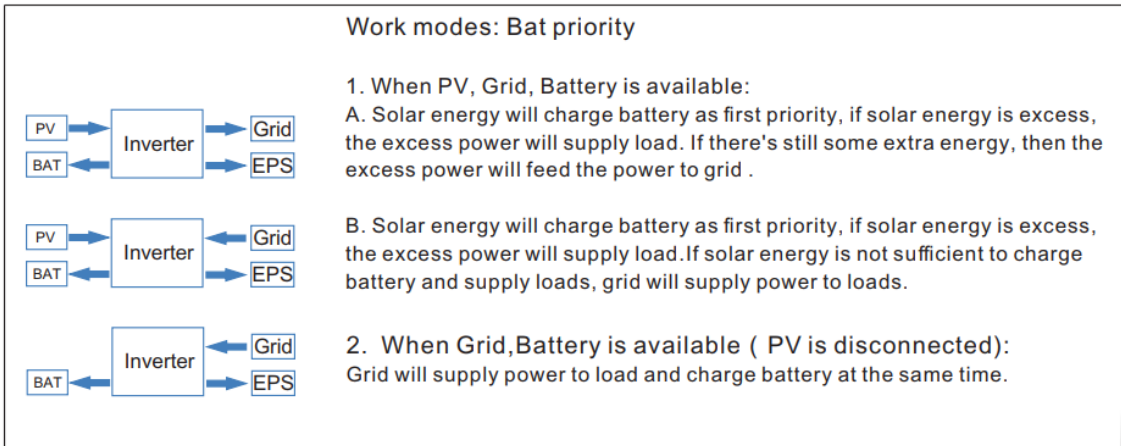 Work modes: Bat priority
1. When PV, Grid, Battery is available:
A. Solar energy will charge battery as first priority, if solar energy is excess,
the excess power will supply load. If there's still some extra energy, then the
excess power will feed the power to grid .
PV
BAT
Inverter
Grid
EPS
B. Solar energy will charge battery as first priority, if solar energy is excess,
the excess power will supply load.If solar energy is not sufficient to charge
battery and supply loads, grid will supply power to loads.
PV
BAT
Inverter
Grid
EPS
2. When Grid,Battery is available ( PV is disconnected):
Grid will supply power to load and charge battery at the same time.
BAT
Inverter
Grid
EPS